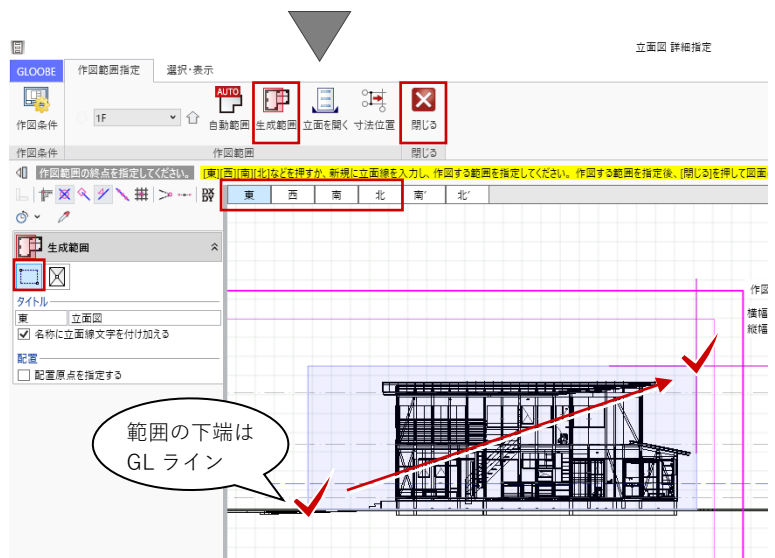 立面図 詳細指定
GLOOBE 作図範囲指定 選択・表示
1F
作図条件 自動範囲 生成範囲 立面を開く 寸法位置 閉じる
AUTO
作図条件 作図範囲 閉じる
作図範囲の終点を指定してください。 [東][西][南][北]などを押すか、新規に立面線を入力し、作図する範囲を指定してください。作図する範囲を指定後、[閉じる]を押して図面
東 西 南 北 南′ 北′
生成範囲
タイトル
東 立面図
名称に立面線文字を付け加える
配置
配置原点を指定する
作図
横幅
縦幅
範囲の下端は
GL ライン